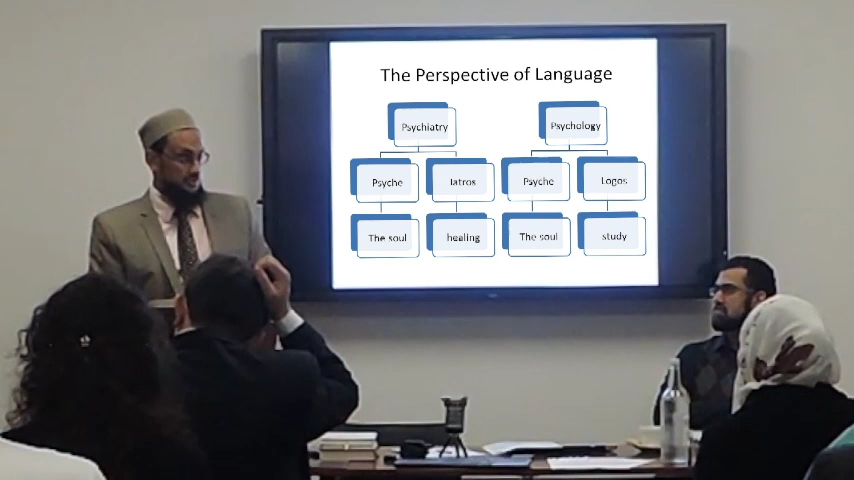 The Perspective of Language
Psychiatry Psychology
Psyche Iatros Psyche Logos
The soul healing The soul study